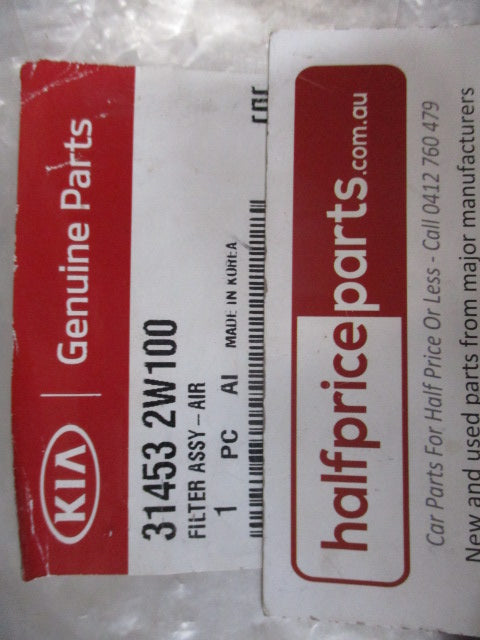 KIA | Genuine Parts
31453 2W100
FILTER ASSY-AIR
1 PC AI MADE IN KOREA
halfpriceparts.com.au
Car Parts For Half Price Or Less - Call 0412 760 479
New and used parts from major manufacturers